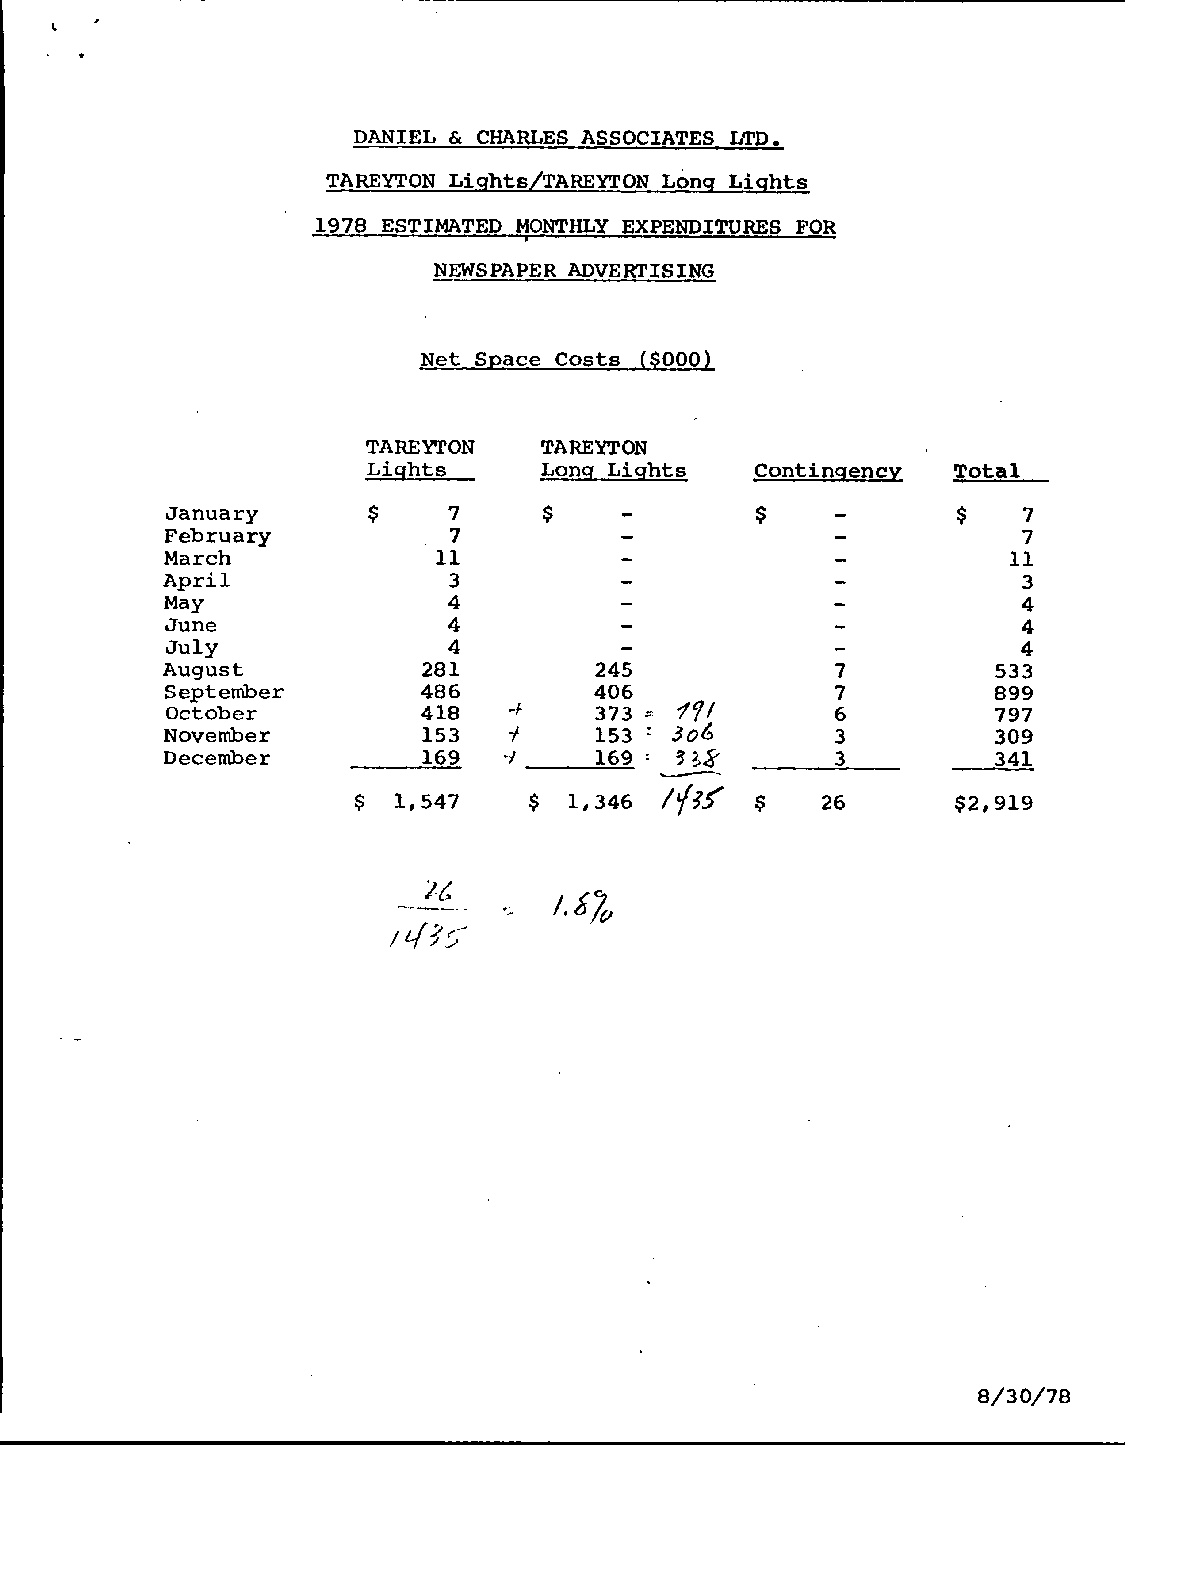 DANIEL & CHARLES ASSOCIATES LTD.
TAREYTON Lights/TAREYTON Long Lights
1978 ESTIMATED MONTHLY EXPENDITURES FOR
NEWSPAPER ADVERTISING
Net Space Costs ($000)
TAREYTON TAREYTON
Lights Long Lights Contingency Total
January $ 7 $ - $ - $ 7
February 7 - - 7
March 11 - - 11
April 3 - - 3
May 4 - - 4
June 4 - - 4
July 4 - - 4
August 281 245 7 533
September 486 406 7 899
October 418 + 373 = 791 6 797
November 153 + 153 = 306 3 309
December 169 + 169 = 338 3 341
$ 1,547 $ 1,346 1435 $ 26 $2,919
26
= 1.8%
1435
8/30/78